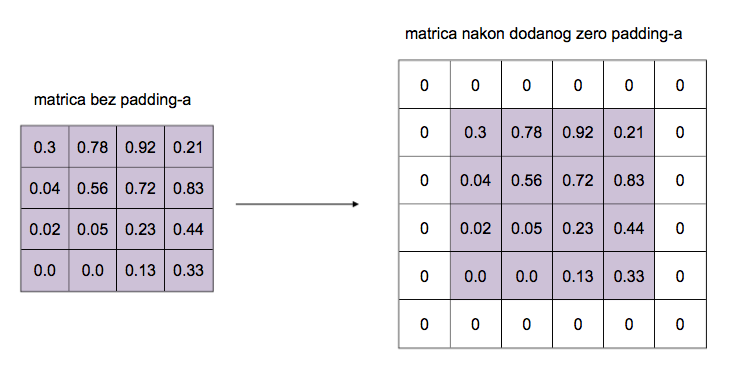 matrica nakon dodanog zero padding-a
matrica bez padding-a
0.3 0.78 0.92 0.21
0.04 0.56 0.72 0.83
0.02 0.05 0.23 0.44
0.0 0.0 0.13 0.33
0 0 0 0 0 0
0 0.3 0.78 0.92 0.21 0
0 0.04 0.56 0.72 0.83 0
0 0.02 0.05 0.23 0.44 0
0 0.0 0.0 0.13 0.33 0
0 0 0 0 0 0